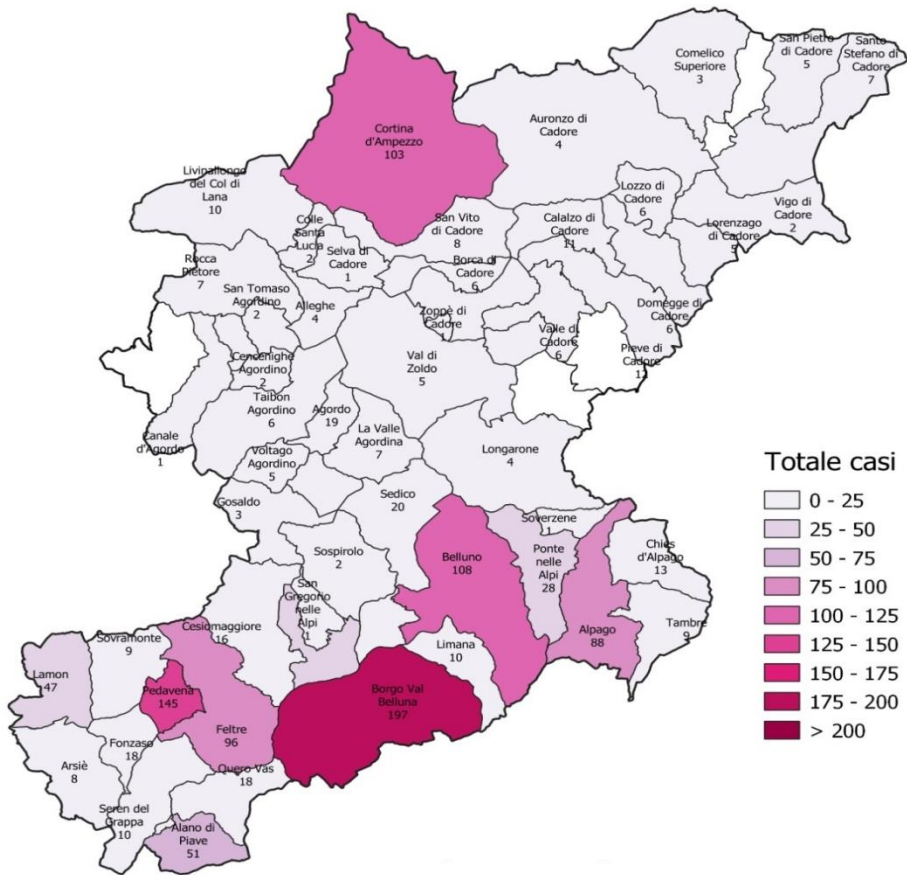 San Pietro
di Cadore
5
Santo
Stefano di
Cadore
7
Comelico
Superiore
3
Auronzo di
Cadore
4
Cortina
d'Ampezzo
103
Livinallongo
del Col di
Lana
10
Lozzo di
Cadore
6
Vigo di
Cadore
2
Colle
Santa
Lucia
2
San Vito
di Cadore
8
Calalzo di
Cadore
11
Lorenzago
di Cadore
5
Selva di
Cadore
1
Rocca
Pietore
7
Borca di
Cadore
6
San Tomaso
Agordino
2
Alleghe
4
Zoppè di
Cadore
1
Domegge di
Cadore
6
Valle di
Cadore
6
Pieve di
Cadore
12
Cencenighe
Agordino
2
Val di
Zoldo
5
Taibon
Agordino
6
Agordo
19
La Valle
Agordina
7
Canale
d'Agordo
1
Voltago
Agordino
5
Longarone
4
Gosaldo
3
Sedico
20
Soverzene
1
Sospirolo
2
Belluno
108
Ponte
nelle
Alpi
28
Chies
d'Alpago
13
San
Gregorio
nelle
Alpi
1
Cesiomaggiore
16
Limana
10
Alpago
88
Tambre
9
Sovramonte
9
Lamon
47
Pedavena
145
Borgo Val
Belluna
197
Feltre
96
Fonzaso
18
Arsiè
8
Quero Vas
18
Seren del
Grappa
10
Alano di
Piave
51
Totale casi
0 - 25
25 - 50
50 - 75
75 - 100
100 - 125
125 - 150
150 - 175
175 - 200
> 200